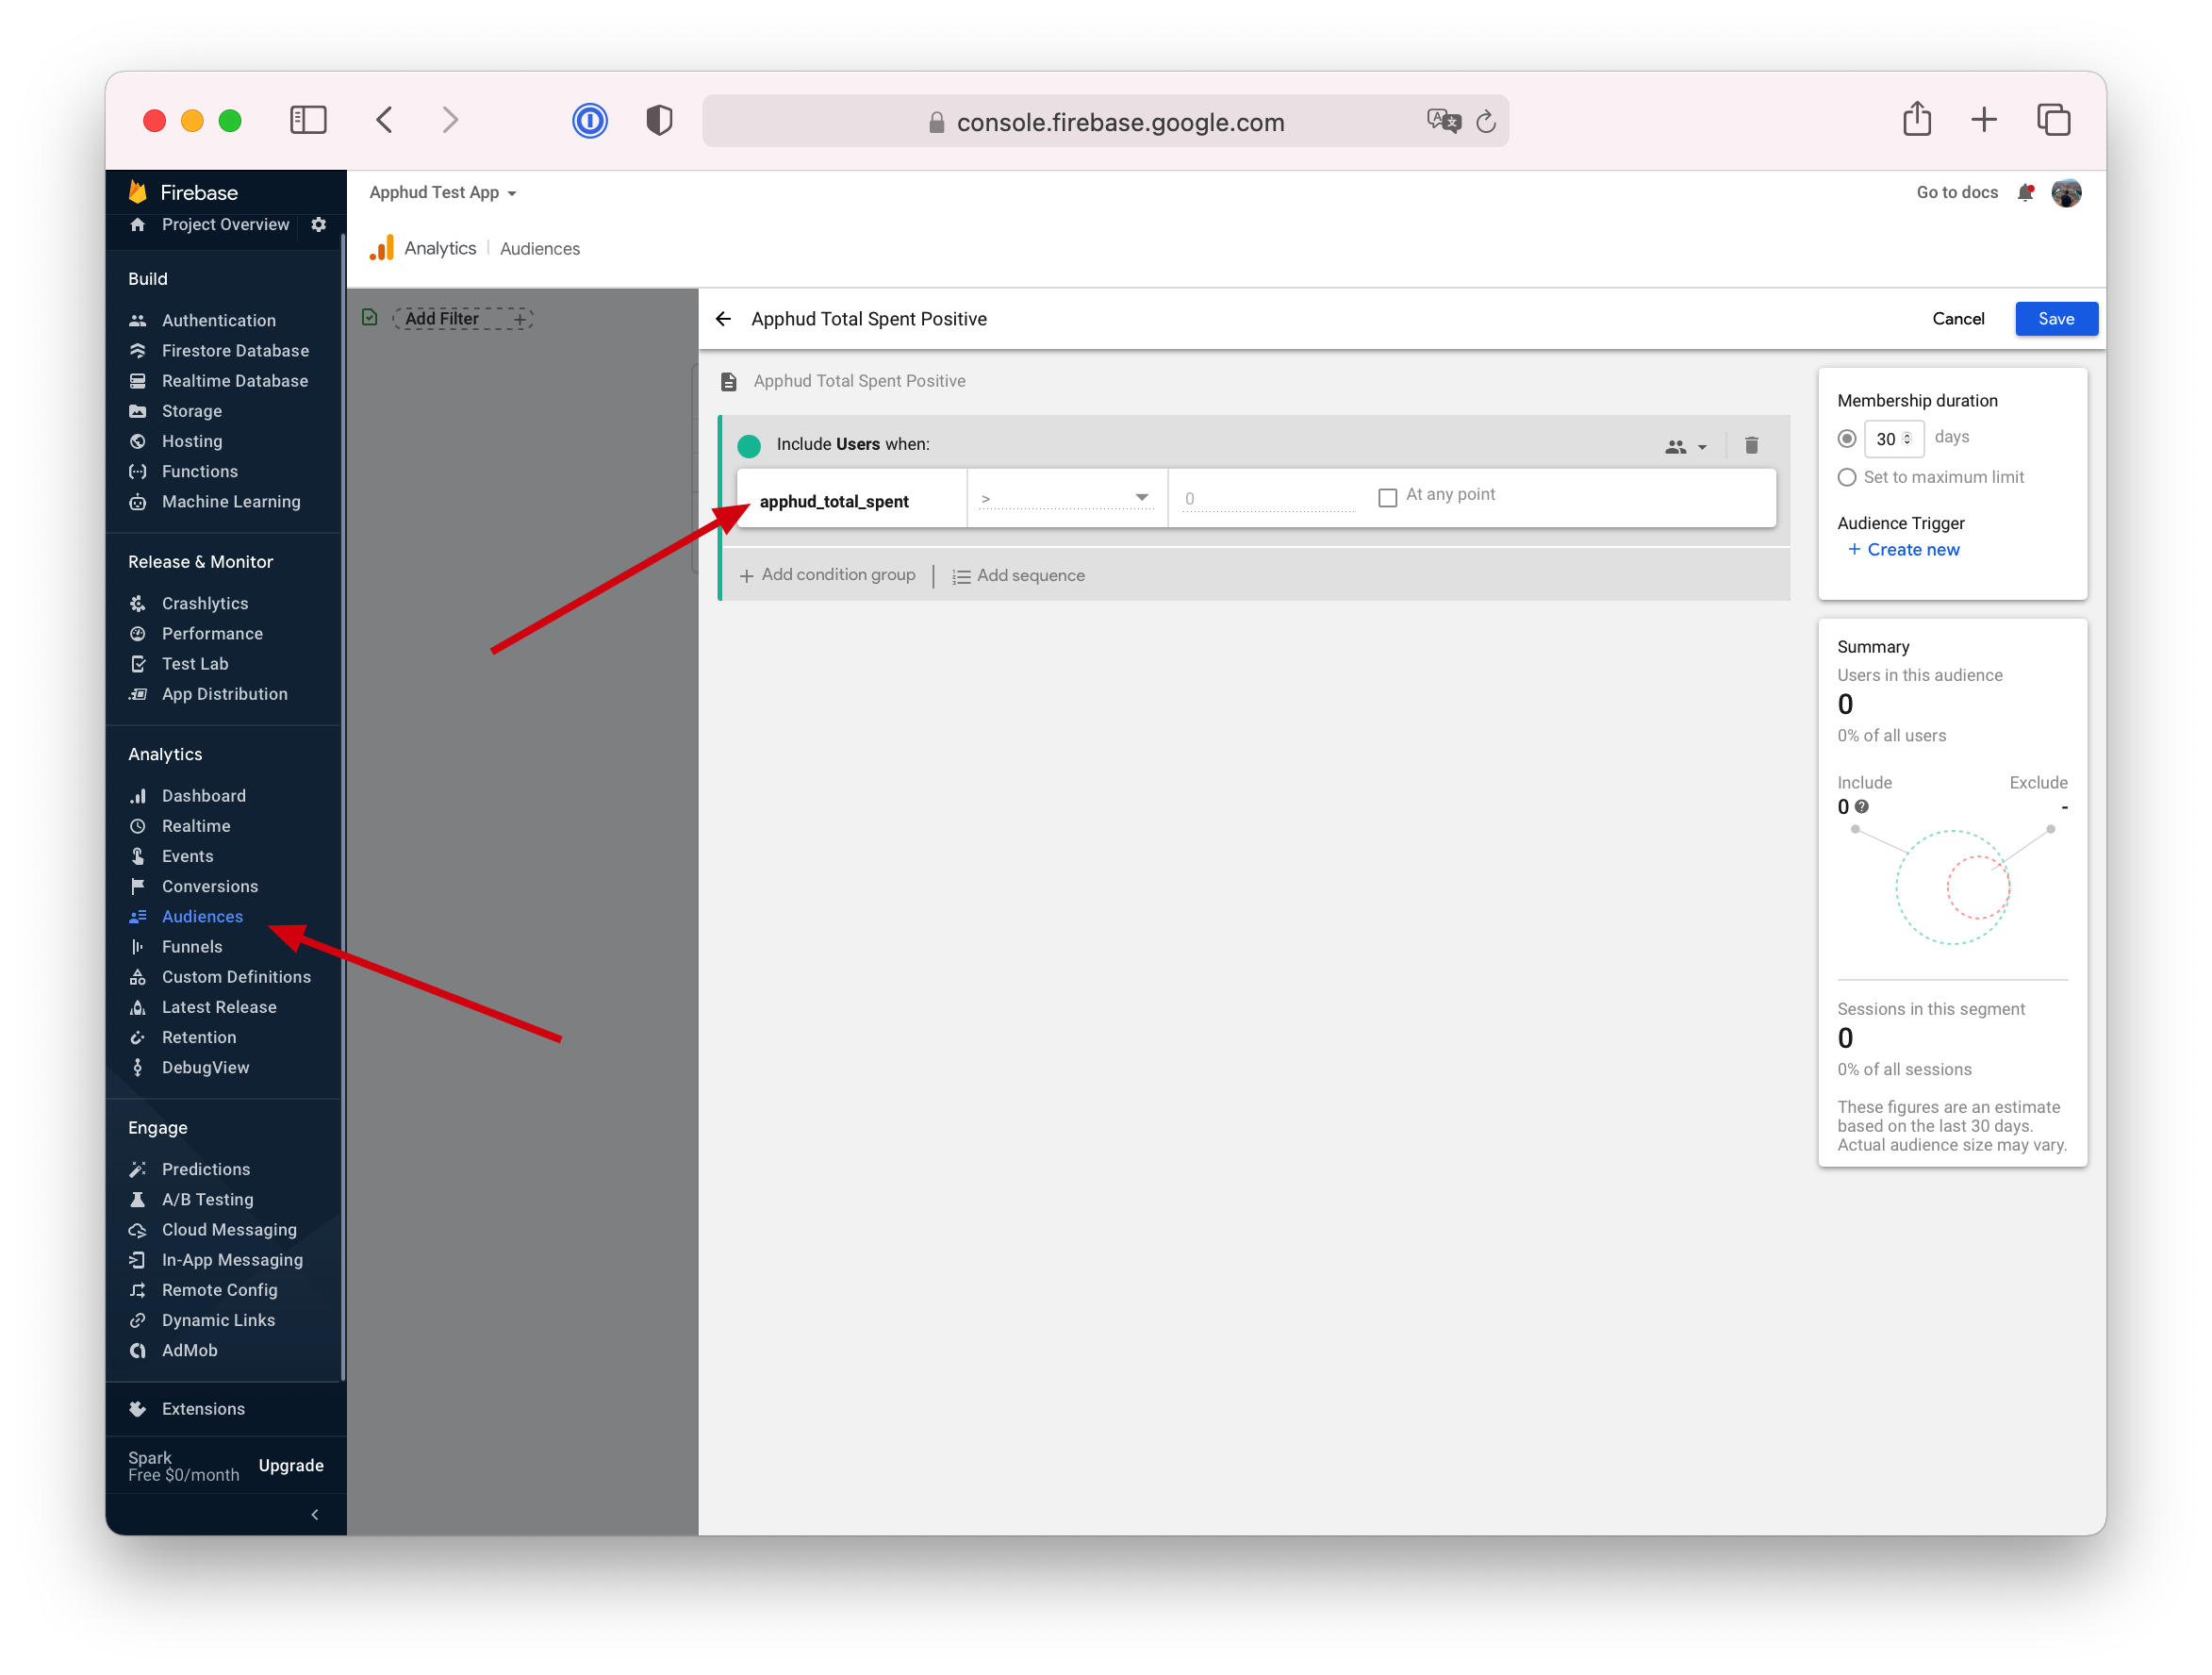 console.firebase.google.com
Firebase
Project Overview
Build
Authentication
Firestore Database
Realtime Database
Storage
Hosting
Functions
Machine Learning
Release & Monitor
Crashlytics
Performance
Test Lab
App Distribution
Analytics
Dashboard
Realtime
Events
Conversions
Audiences
Funnels
Custom Definitions
Latest Release
Retention
DebugView
Engage
Predictions
A/B Testing
Cloud Messaging
In-App Messaging
Remote Config
Dynamic Links
AdMob
Extensions
Spark
Free $0/month
Upgrade
Apphud Test App
Go to docs
Analytics
Audiences
Add Filter
Apphud Total Spent Positive
Cancel
Save
Apphud Total Spent Positive
Include Users when:
apphud_total_spent
>
0
At any point
Add condition group
Add sequence
Membership duration
30
days
Set to maximum limit
Audience Trigger
+ Create new
Summary
Users in this audience
0
0% of all users
Include
Exclude
0
-
Sessions in this segment
0
0% of all sessions
These figures are an estimate
based on the last 30 days.
Actual audience size may vary.